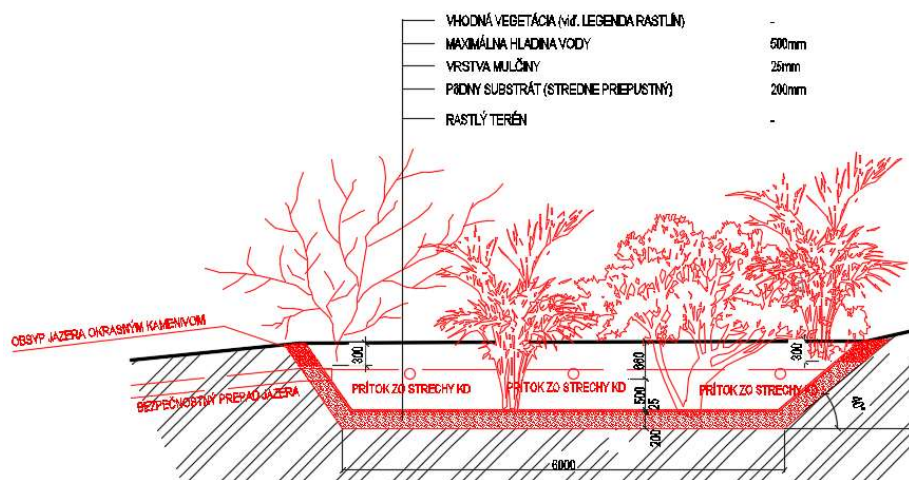 VHODNÁ VEGETÁCIA (viď. LEGENDA RASTLÍN) -
MAXIMÁLNA HLADINA VODY 500mm
VRSTVA MULČINY 25mm
PÔDNY SUBSTRÁT (STREDNE PRIEPUSTNÝ) 200mm
RASTLÝ TERÉN -
OBSYP JAZERA OKRASNÝM KAMENIVOM
BEZPEČNOSTNÝ PREPAD JAZERA
300
300
PRÍTOK ZO STRECHY KD
PRÍTOK ZO STRECHY KD
PRÍTOK ZO STRECHY KD
500
25
200
6000